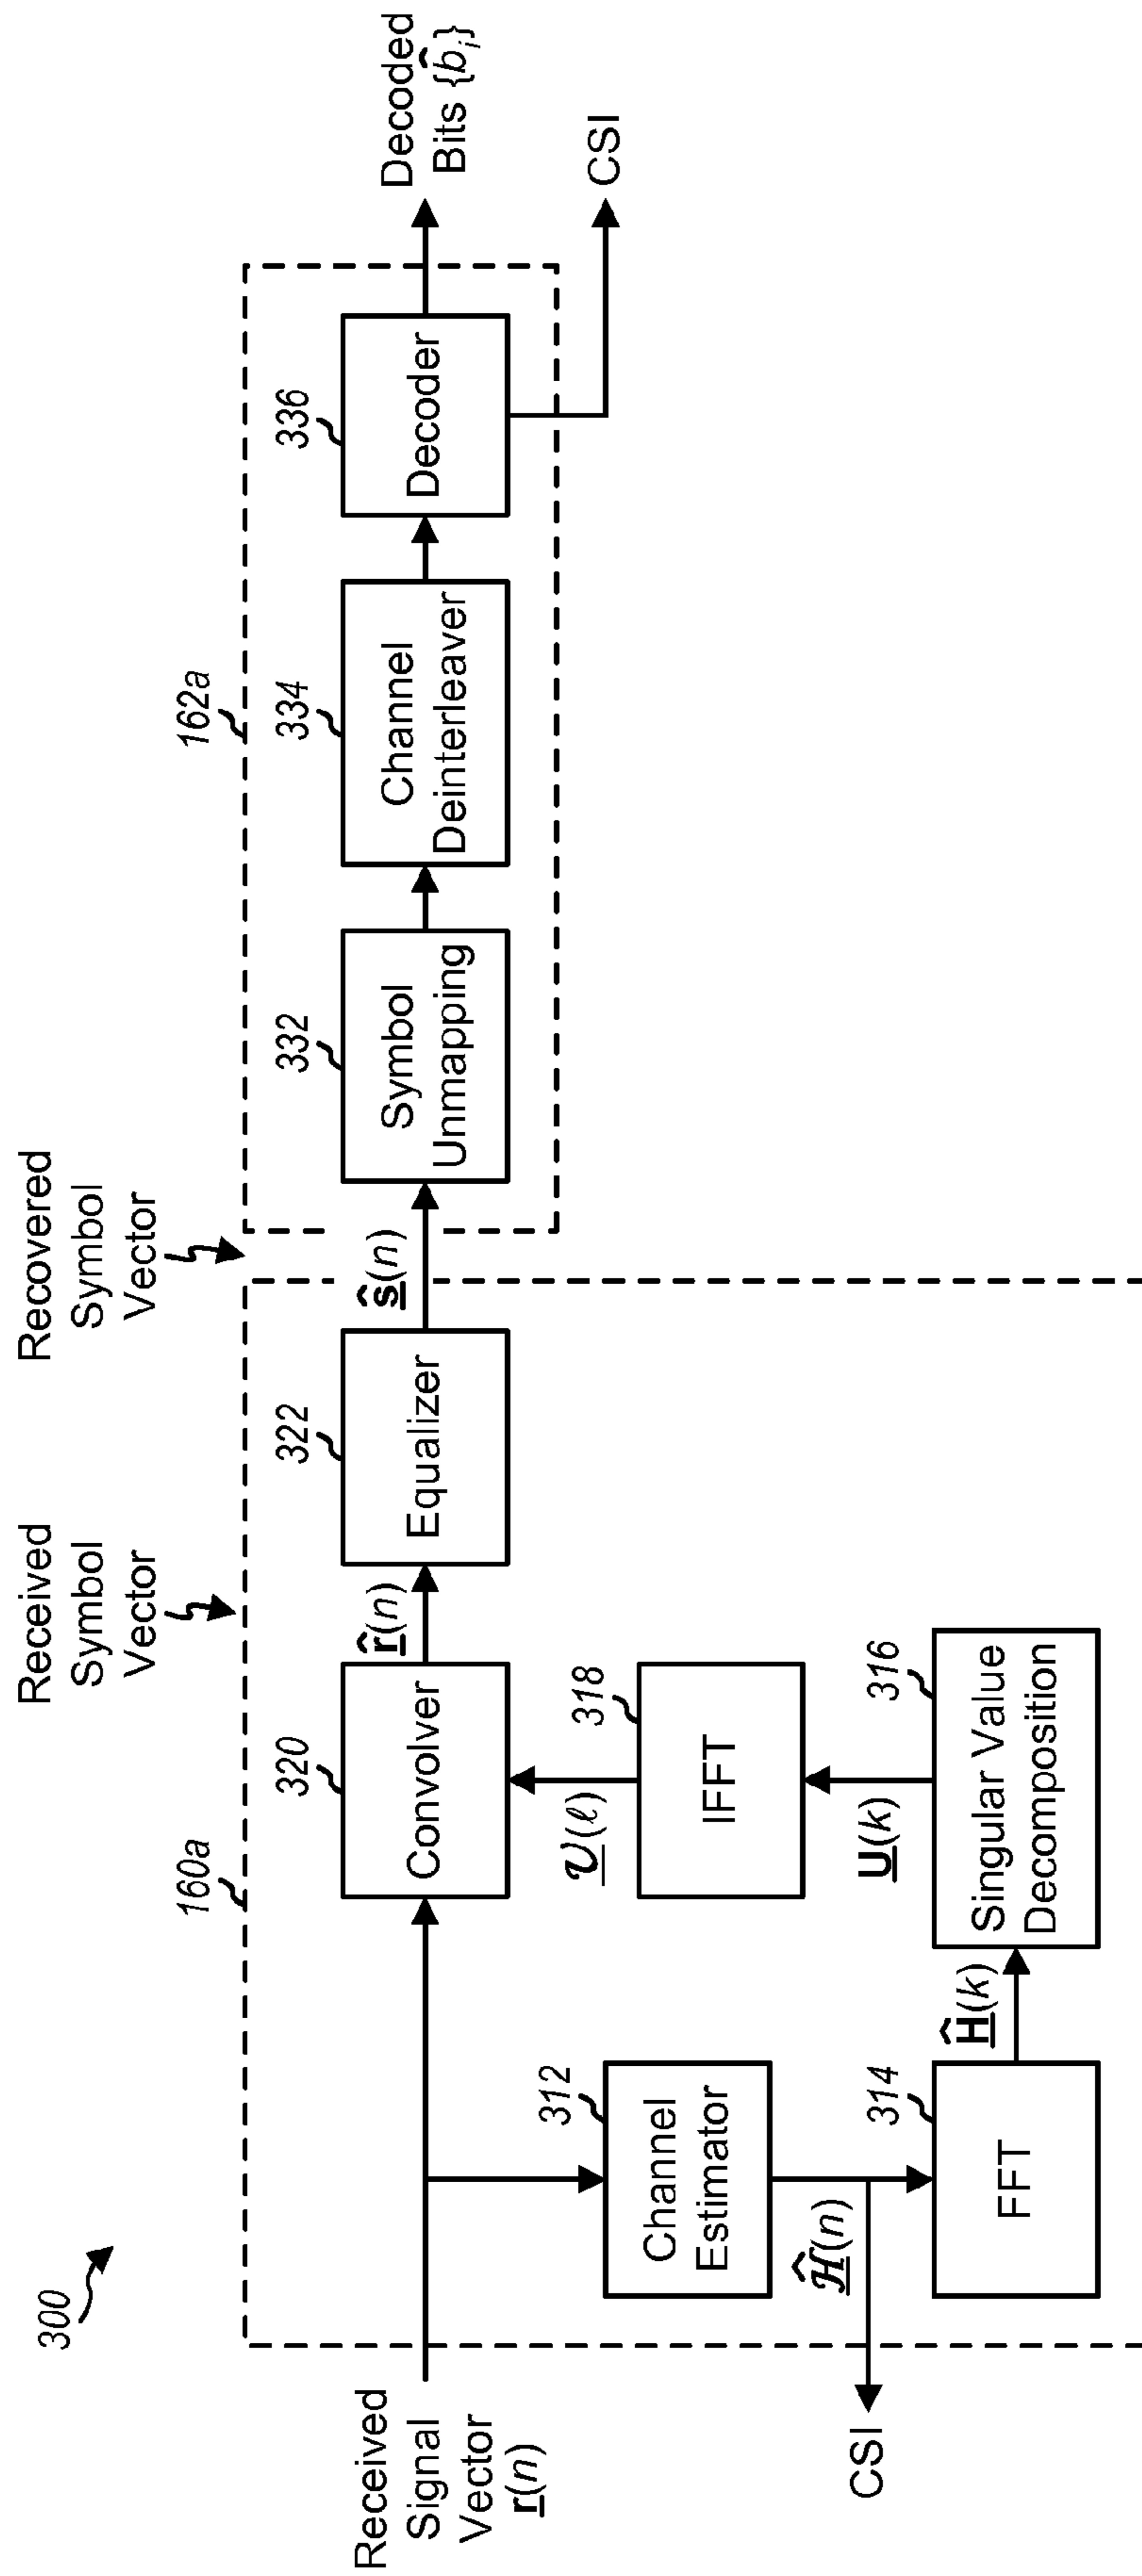 300
Received
Signal
Vector
r(n)
160a
Received
Symbol
Vector
Recovered
Symbol
Vector
162a
320
Convolver
r̂(n)
322
Equalizer
ŝ(n)
332
Symbol
Unmapping
334
Channel
Deinterleaver
336
Decoder
Decoded
Bits {b̂ᵢ}
CSI
312
Channel
Estimator
ℋ̂(n)
CSI
314
FFT
Ĥ(k)
316
Singular Value
Decomposition
U(k)
318
IFFT
𝒰(ℓ)